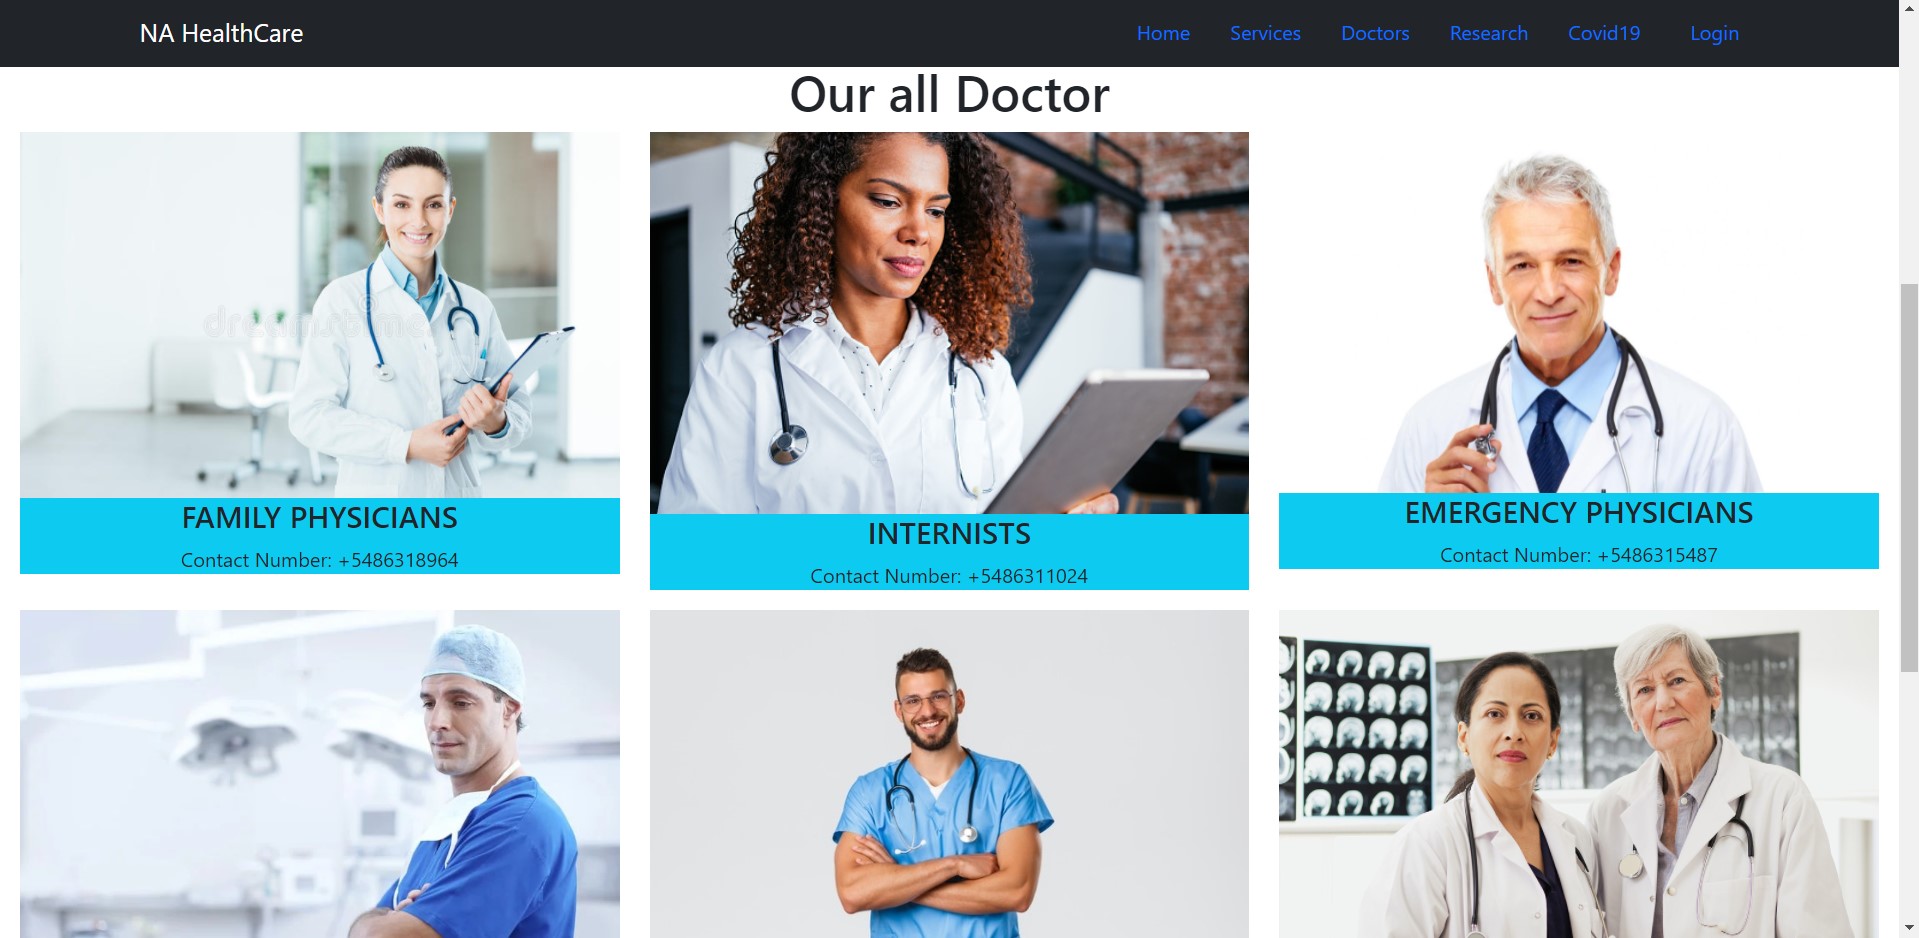 NA HealthCare
Home Services Doctors Research Covid19 Login
Our all Doctor
dreamstime
FAMILY PHYSICIANS
Contact Number: +5486318964
INTERNISTS
Contact Number: +5486311024
EMERGENCY PHYSICIANS
Contact Number: +5486315487